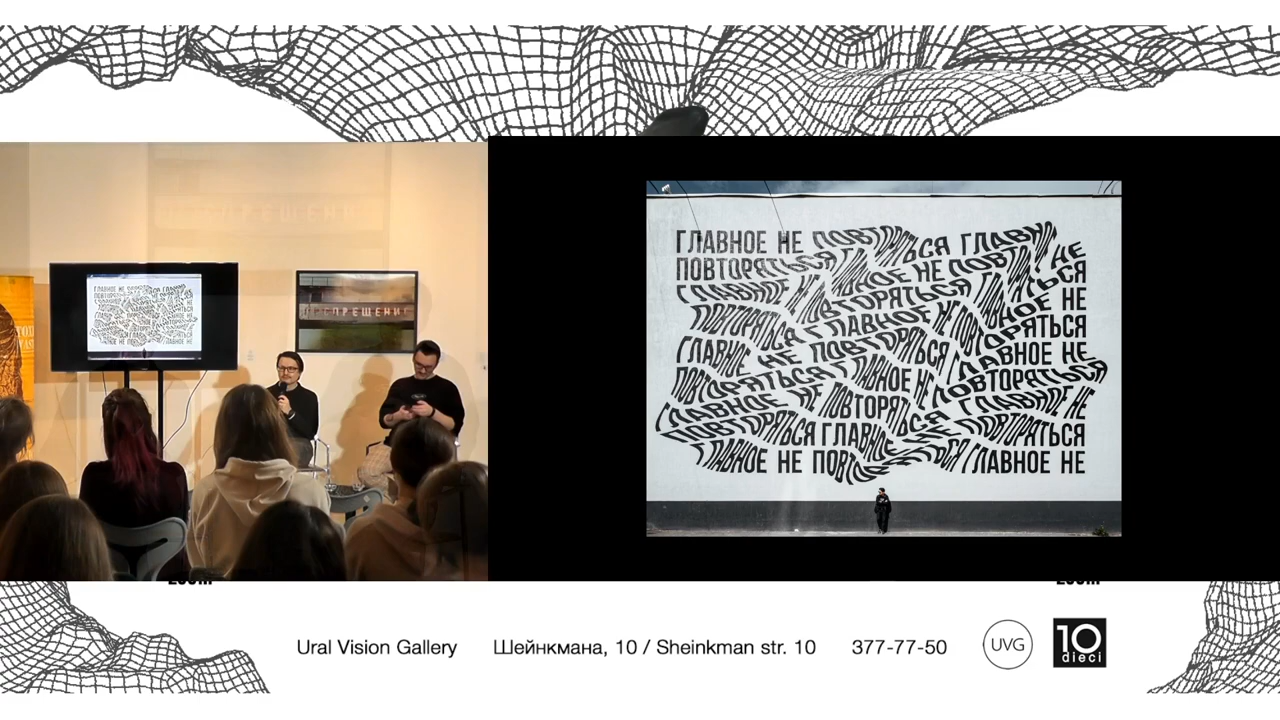 ГЛАВНОЕ НЕ ПОВТОРЯТЬСЯ ГЛАВНОЕ НЕ
ПОВТОРЯТЬСЯ ГЛАВНОЕ НЕ ПОВТОРЯТЬСЯ
ГЛАВНОЕ НЕ ПОВТОРЯТЬСЯ ГЛАВНОЕ НЕ
ПОВТОРЯТЬСЯ ГЛАВНОЕ НЕ ПОВТОРЯТЬСЯ
ГЛАВНОЕ НЕ ПОВТОРЯТЬСЯ ГЛАВНОЕ НЕ
ПОВТОРЯТЬСЯ ГЛАВНОЕ НЕ ПОВТОРЯТЬСЯ
ГЛАВНОЕ НЕ ПОВТОРЯТЬСЯ ГЛАВНОЕ НЕ
ПОВТОРЯТЬСЯ ГЛАВНОЕ НЕ ПОВТОРЯТЬСЯ
ГЛАВНОЕ НЕ ПОВТОРЯТЬСЯ ГЛАВНОЕ НЕ
Ural Vision Gallery Шейнкмана, 10 / Sheinkman str. 10 377-77-50 UVG 10 dieci